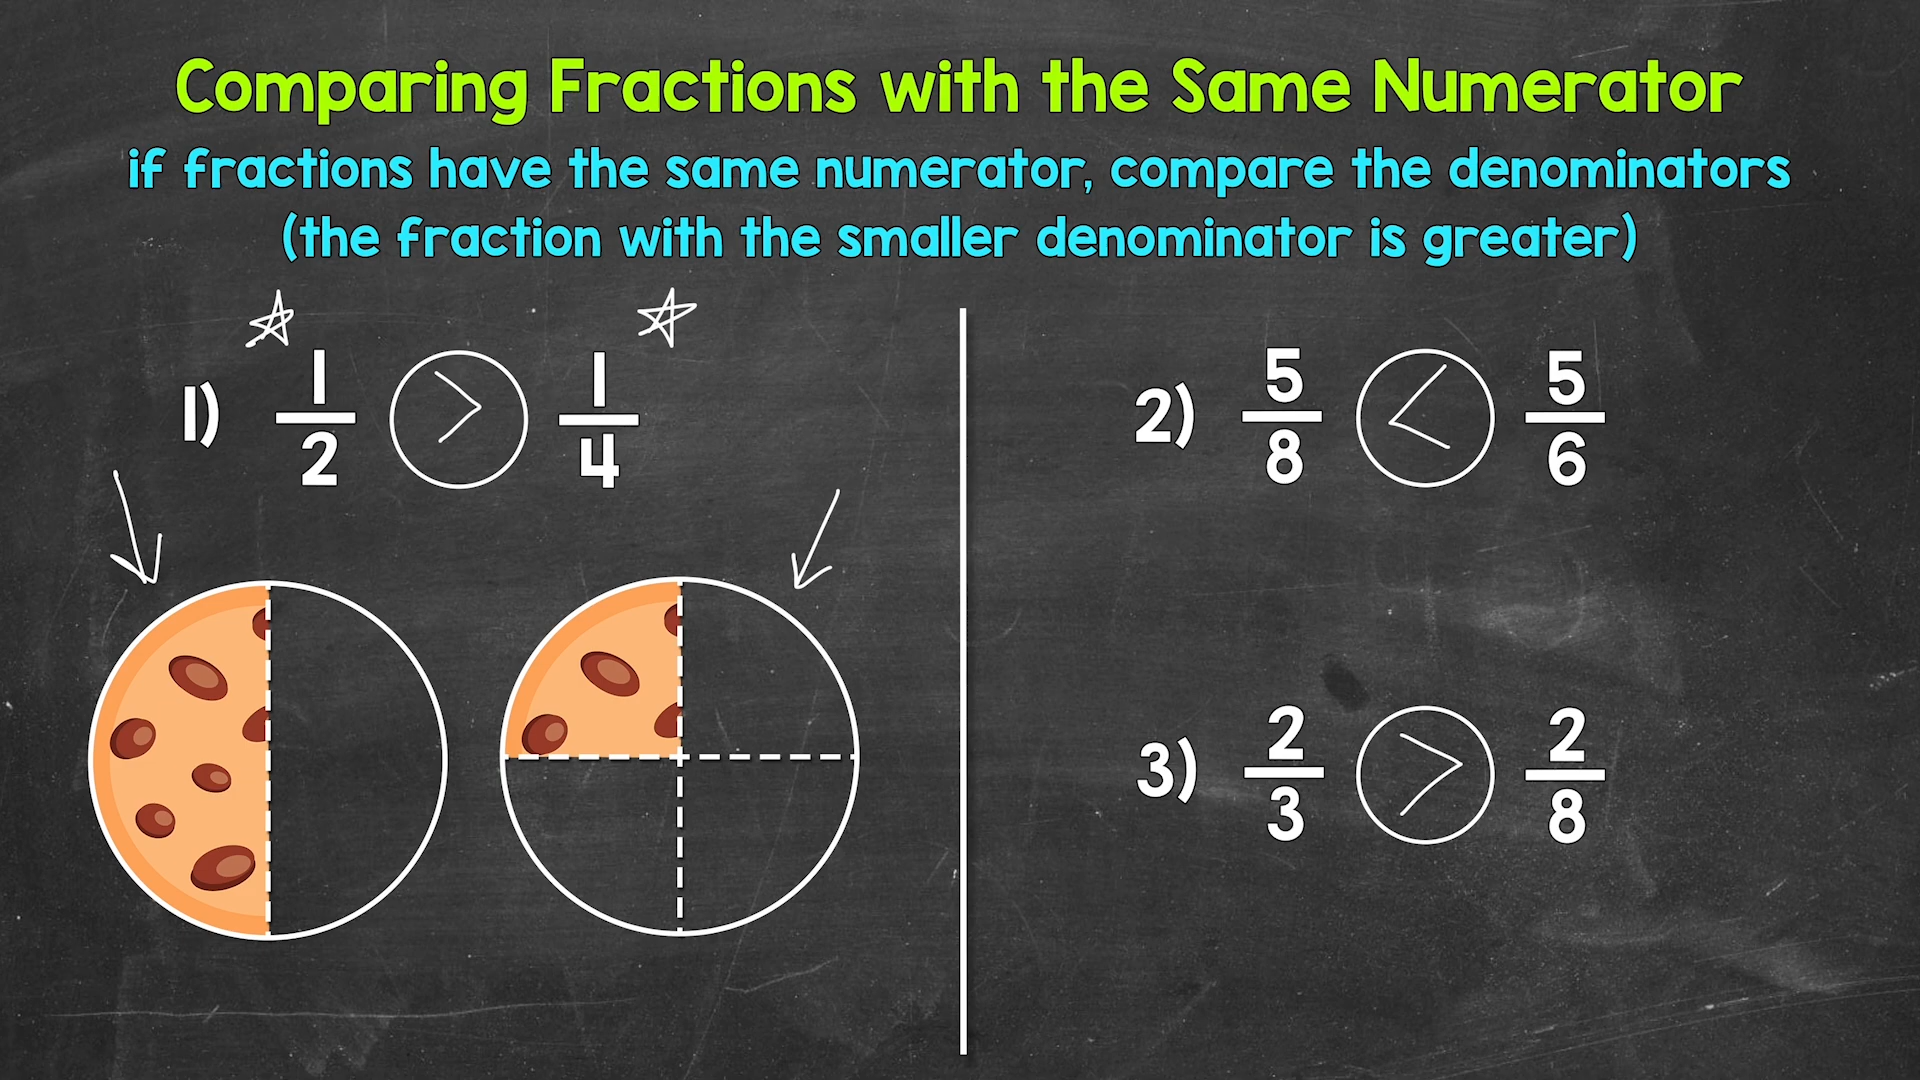 Comparing Fractions with the Same Numerator
if fractions have the same numerator, compare the denominators
(the fraction with the smaller denominator is greater)
1) 1/2 > 1/4
2) 5/8 < 5/6
3) 2/3 > 2/8